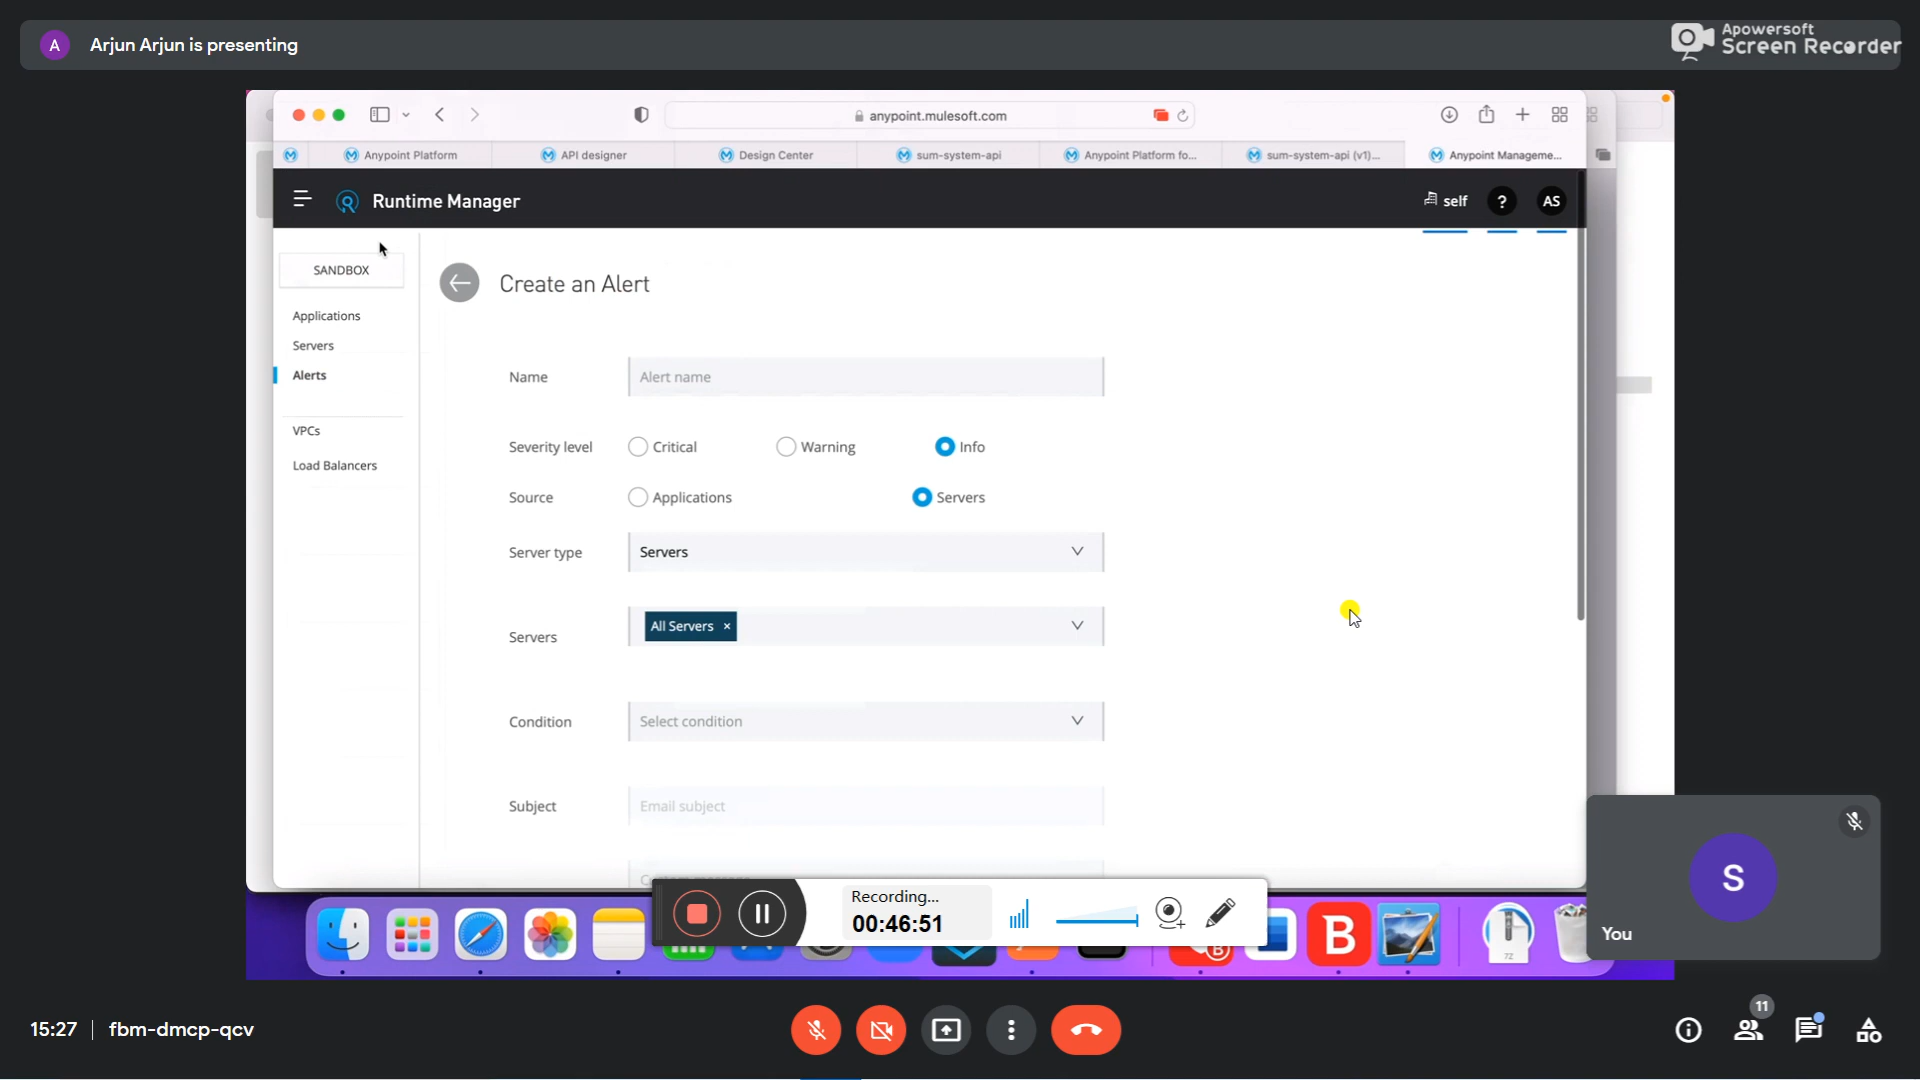 A Arjun Arjun is presenting
Apowersoft
Screen Recorder
anypoint.mulesoft.com
Anypoint Platform
API designer
Design Center
sum-system-api
Anypoint Platform fo...
sum-system-api (v1)...
Anypoint Manageme...
Runtime Manager
self
?
AS
SANDBOX
Applications
Servers
Alerts
VPCs
Load Balancers
Create an Alert
Name Alert name
Severity level Critical Warning Info
Source Applications Servers
Server type Servers
Servers All Servers ×
Condition Select condition
Subject Email subject
Recording...
00:46:51
B
B
7Z
S
You
15:27 fbm-dmcp-qcv
11